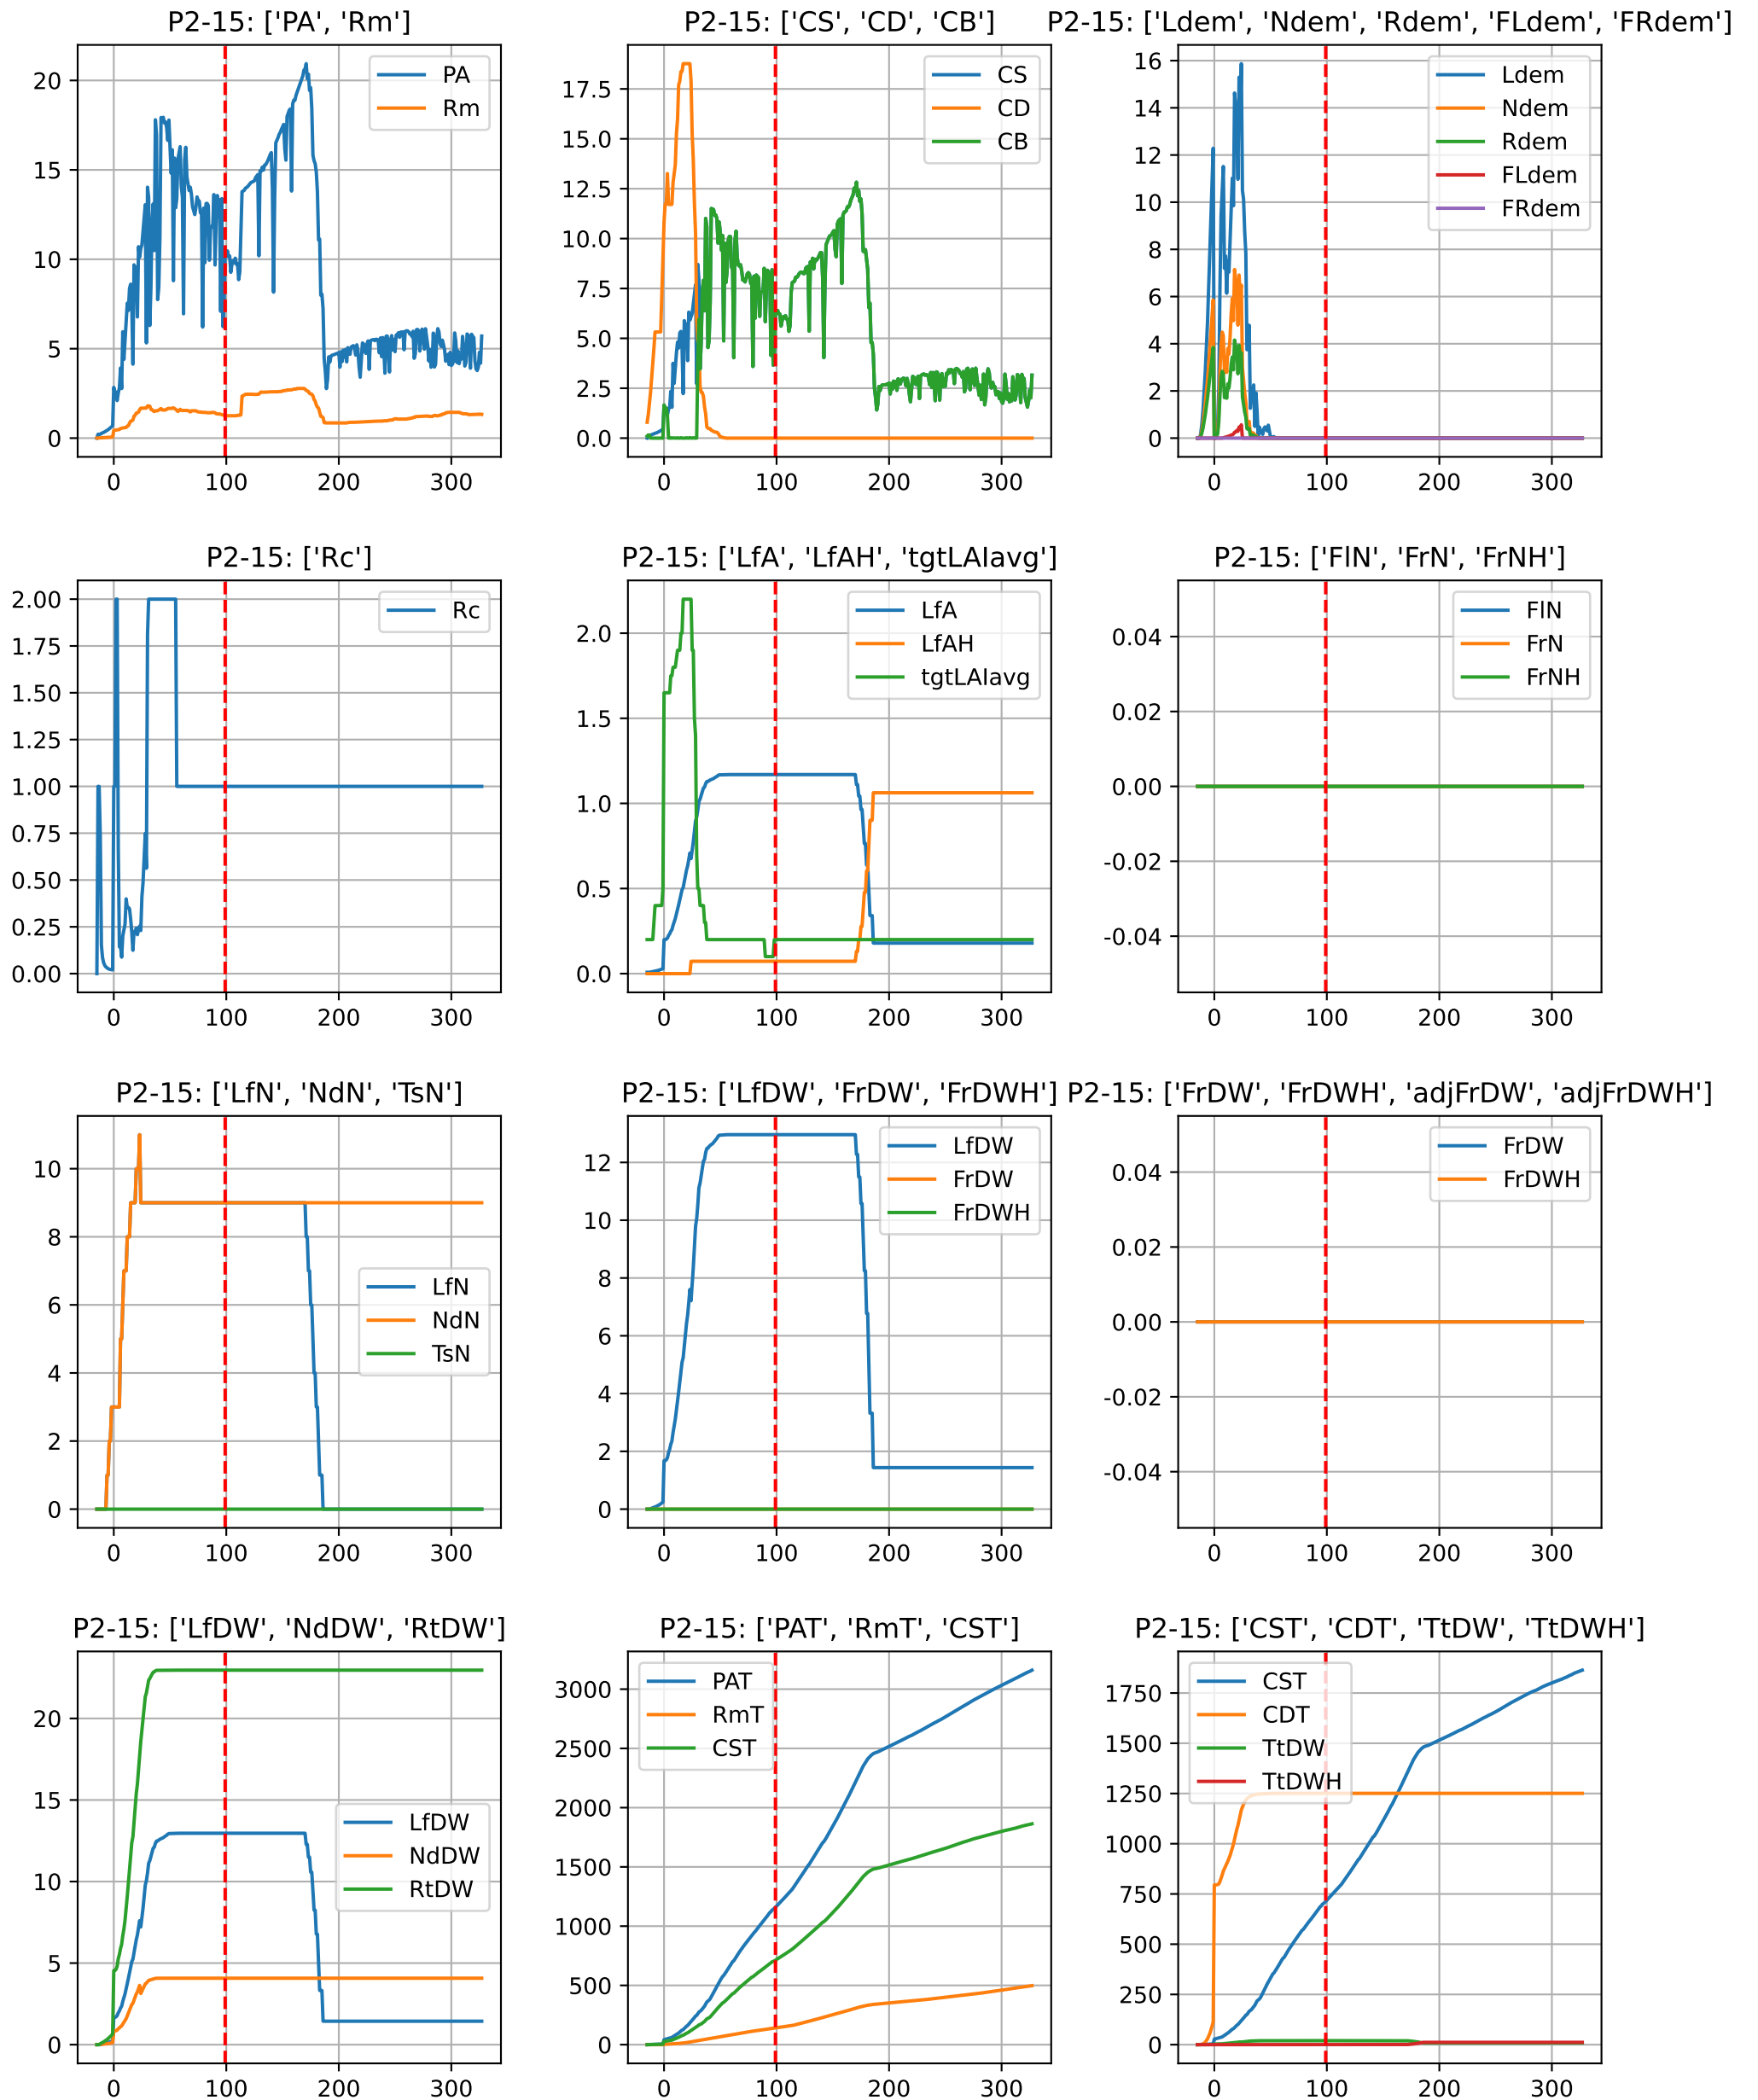 P2-15: ['PA', 'Rm']
20
15
10
5
0
0 100 200 300
PA
Rm
P2-15: ['CS', 'CD', 'CB']
17.5
15.0
12.5
10.0
7.5
5.0
2.5
0.0
0 100 200 300
CS
CD
CB
P2-15: ['Ldem', 'Ndem', 'Rdem', 'FLdem', 'FRdem']
16
14
12
10
8
6
4
2
0
0 100 200 300
Ldem
Ndem
Rdem
FLdem
FRdem
P2-15: ['Rc']
2.00
1.75
1.50
1.25
1.00
0.75
0.50
0.25
0.00
0 100 200 300
Rc
P2-15: ['LfA', 'LfAH', 'tgtLAIavg']
2.0
1.5
1.0
0.5
0.0
0 100 200 300
LfA
LfAH
tgtLAIavg
P2-15: ['FlN', 'FrN', 'FrNH']
0.04
0.02
0.00
-0.02
-0.04
0 100 200 300
FlN
FrN
FrNH
P2-15: ['LfN', 'NdN', 'TsN']
10
8
6
4
2
0
0 100 200 300
LfN
NdN
TsN
P2-15: ['LfDW', 'FrDW', 'FrDWH']
12
10
8
6
4
2
0
0 100 200 300
LfDW
FrDW
FrDWH
P2-15: ['FrDW', 'FrDWH', 'adjFrDW', 'adjFrDWH']
0.04
0.02
0.00
-0.02
-0.04
0 100 200 300
FrDW
FrDWH
P2-15: ['LfDW', 'NdDW', 'RtDW']
20
15
10
5
0
0 100 200 300
LfDW
NdDW
RtDW
P2-15: ['PAT', 'RmT', 'CST']
3000
2500
2000
1500
1000
500
0
0 100 200 300
PAT
RmT
CST
P2-15: ['CST', 'CDT', 'TtDW', 'TtDWH']
1750
1500
1250
1000
750
500
250
0
0 100 200 300
CST
CDT
TtDW
TtDWH